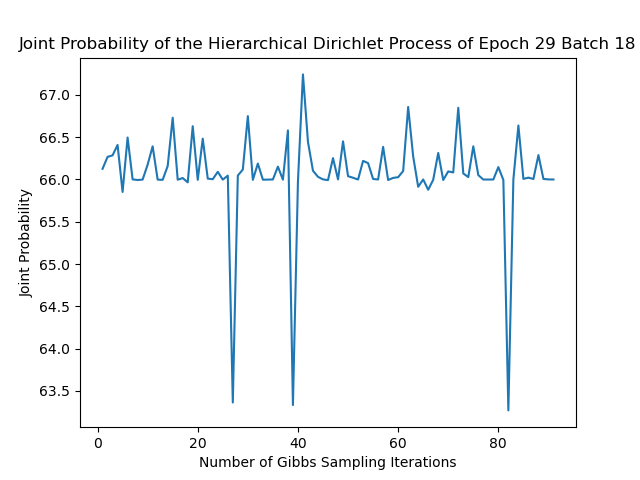 Joint Probability of the Hierarchical Dirichlet Process of Epoch 29 Batch 18
67.0
66.5
66.0
65.5
65.0
64.5
64.0
63.5
Joint Probability
0 20 40 60 80
Number of Gibbs Sampling Iterations